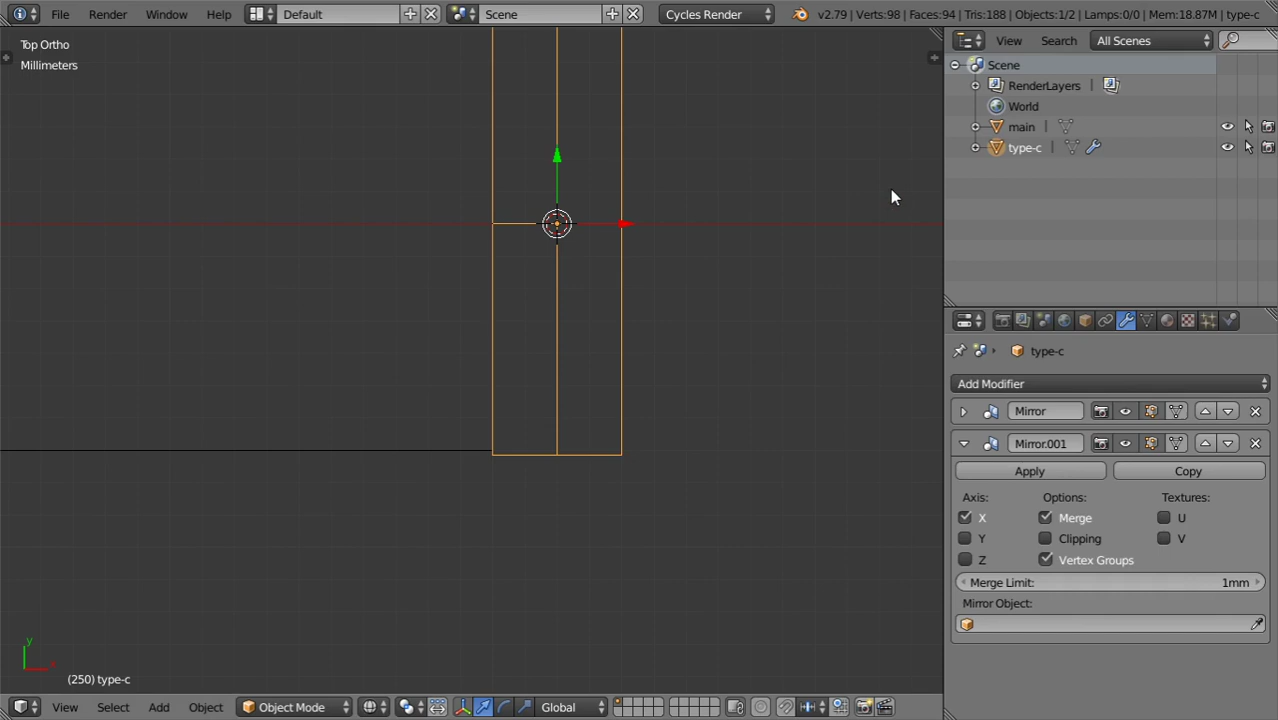 File Render Window Help Default Scene Cycles Render v2.79 | Verts:98 | Faces:94 | Tris:188 | Objects:1/2 | Lamps:0/0 | Mem:18.87M | type-c
Top Ortho
Millimeters
View Search All Scenes
Scene
RenderLayers
World
main
type-c
type-c
Add Modifier
Mirror
Mirror.001
Apply Copy
Axis: Options: Textures:
X Merge U
Y Clipping V
Z Vertex Groups
Merge Limit: 1mm
Mirror Object:
y
x
(250) type-c
View Select Add Object Object Mode Global